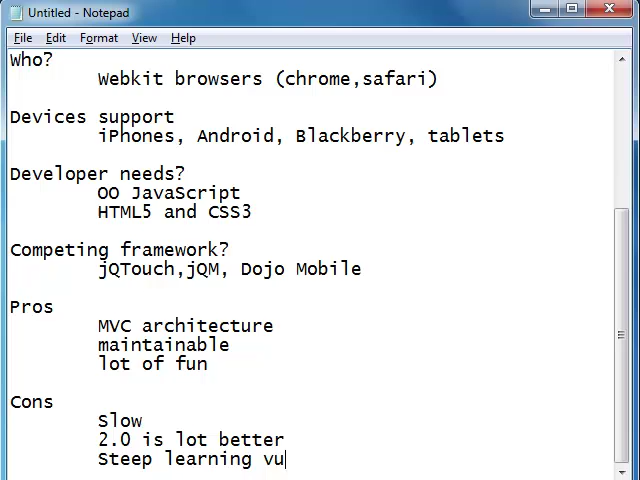 Untitled - Notepad
File Edit Format View Help
Who?
Webkit browsers (chrome,safari)
Devices support
iPhones, Android, Blackberry, tablets
Developer needs?
OO JavaScript
HTML5 and CSS3
Competing framework?
jQTouch,jQM, Dojo Mobile
Pros
MVC architecture
maintainable
lot of fun
Cons
Slow
2.0 is lot better
Steep learning vu